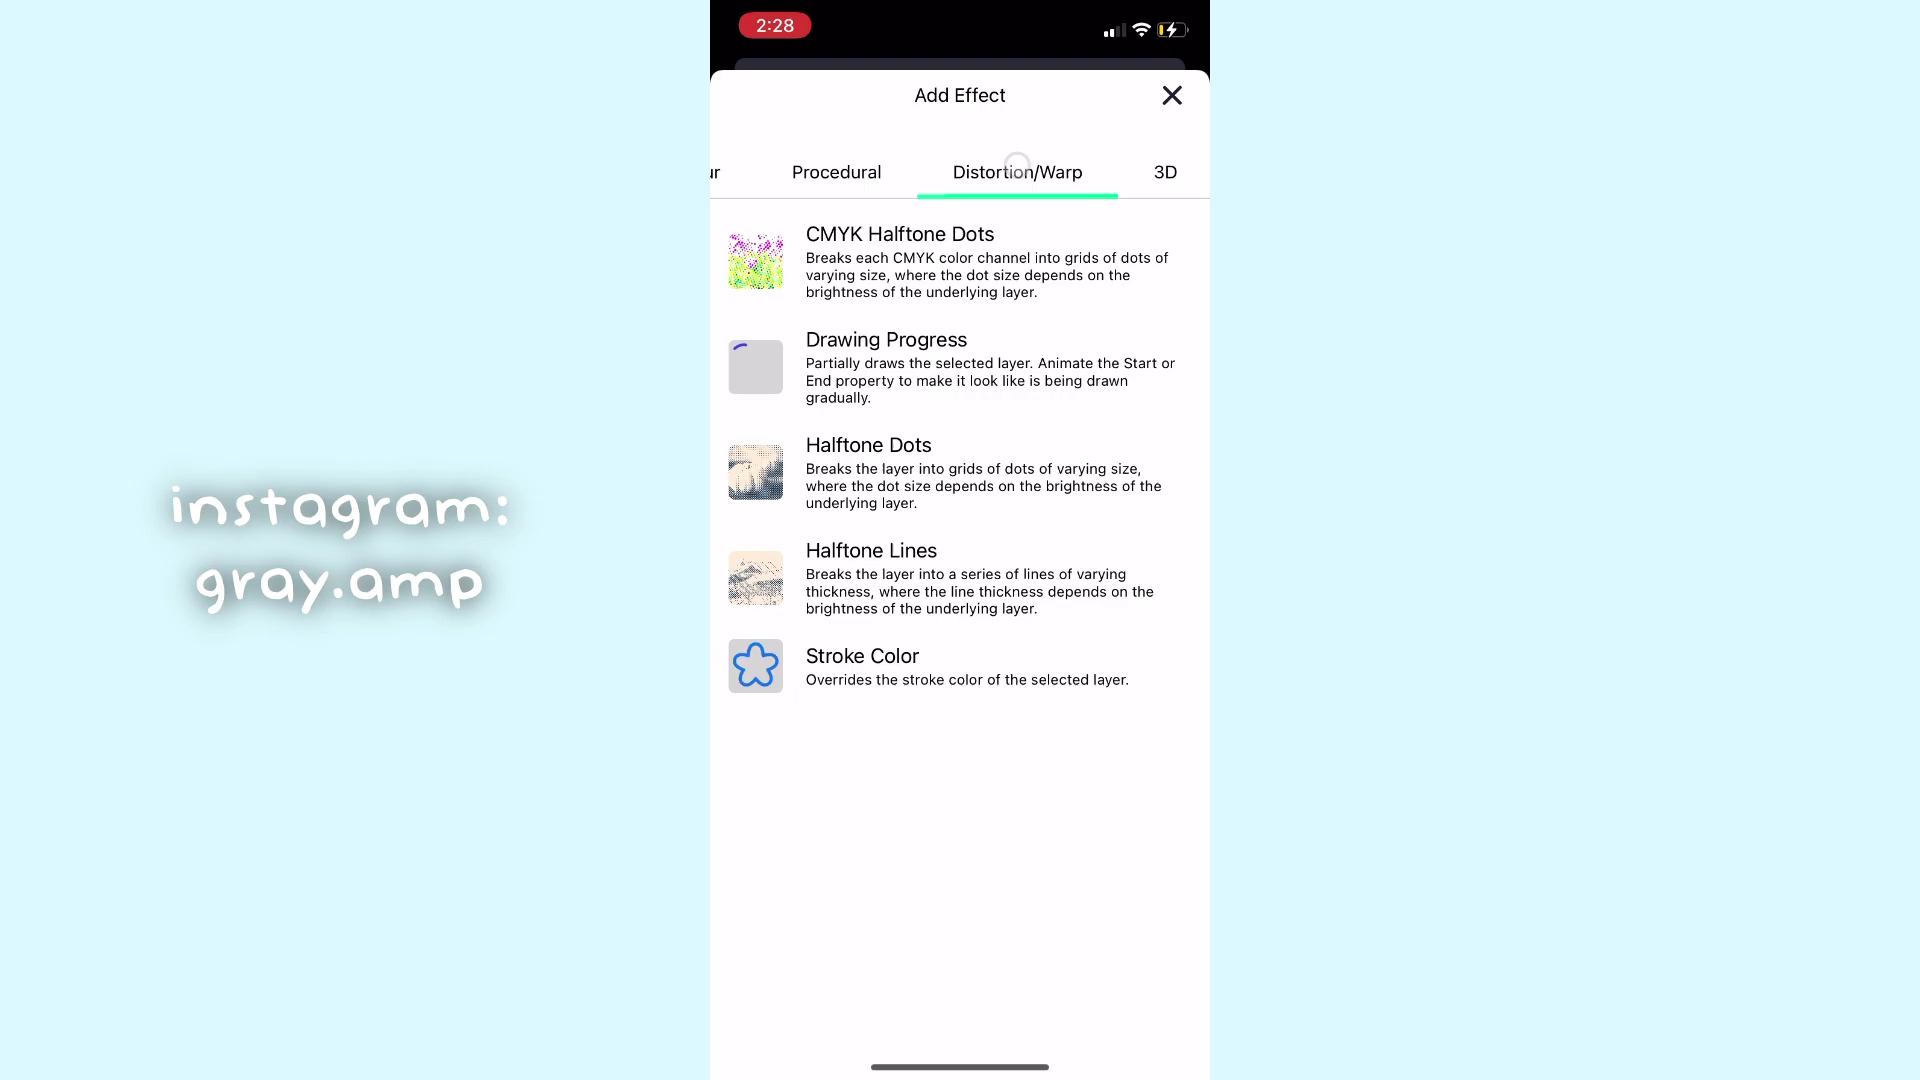 2:28
Add Effect
ur
Procedural
Distortion/Warp
3D
CMYK Halftone Dots
Breaks each CMYK color channel into grids of dots of
varying size, where the dot size depends on the
brightness of the underlying layer.
Drawing Progress
Partially draws the selected layer. Animate the Start or
End property to make it look like is being drawn
gradually.
Halftone Dots
Breaks the layer into grids of dots of varying size,
where the dot size depends on the brightness of the
underlying layer.
Halftone Lines
Breaks the layer into a series of lines of varying
thickness, where the line thickness depends on the
brightness of the underlying layer.
Stroke Color
Overrides the stroke color of the selected layer.
instagram:
gray.amp